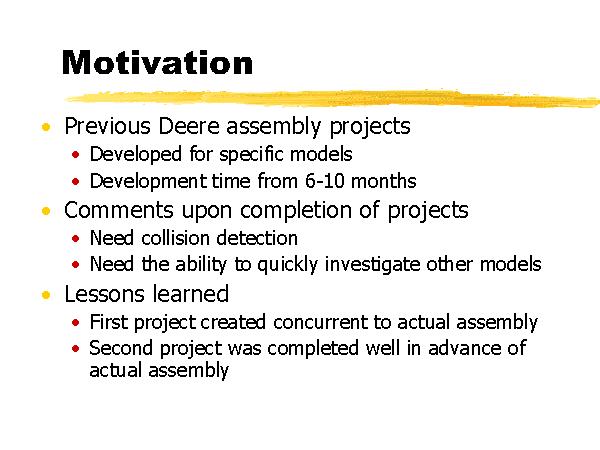 Motivation
• Previous Deere assembly projects
• Developed for specific models
• Development time from 6-10 months
• Comments upon completion of projects
• Need collision detection
• Need the ability to quickly investigate other models
• Lessons learned
• First project created concurrent to actual assembly
• Second project was completed well in advance of
actual assembly